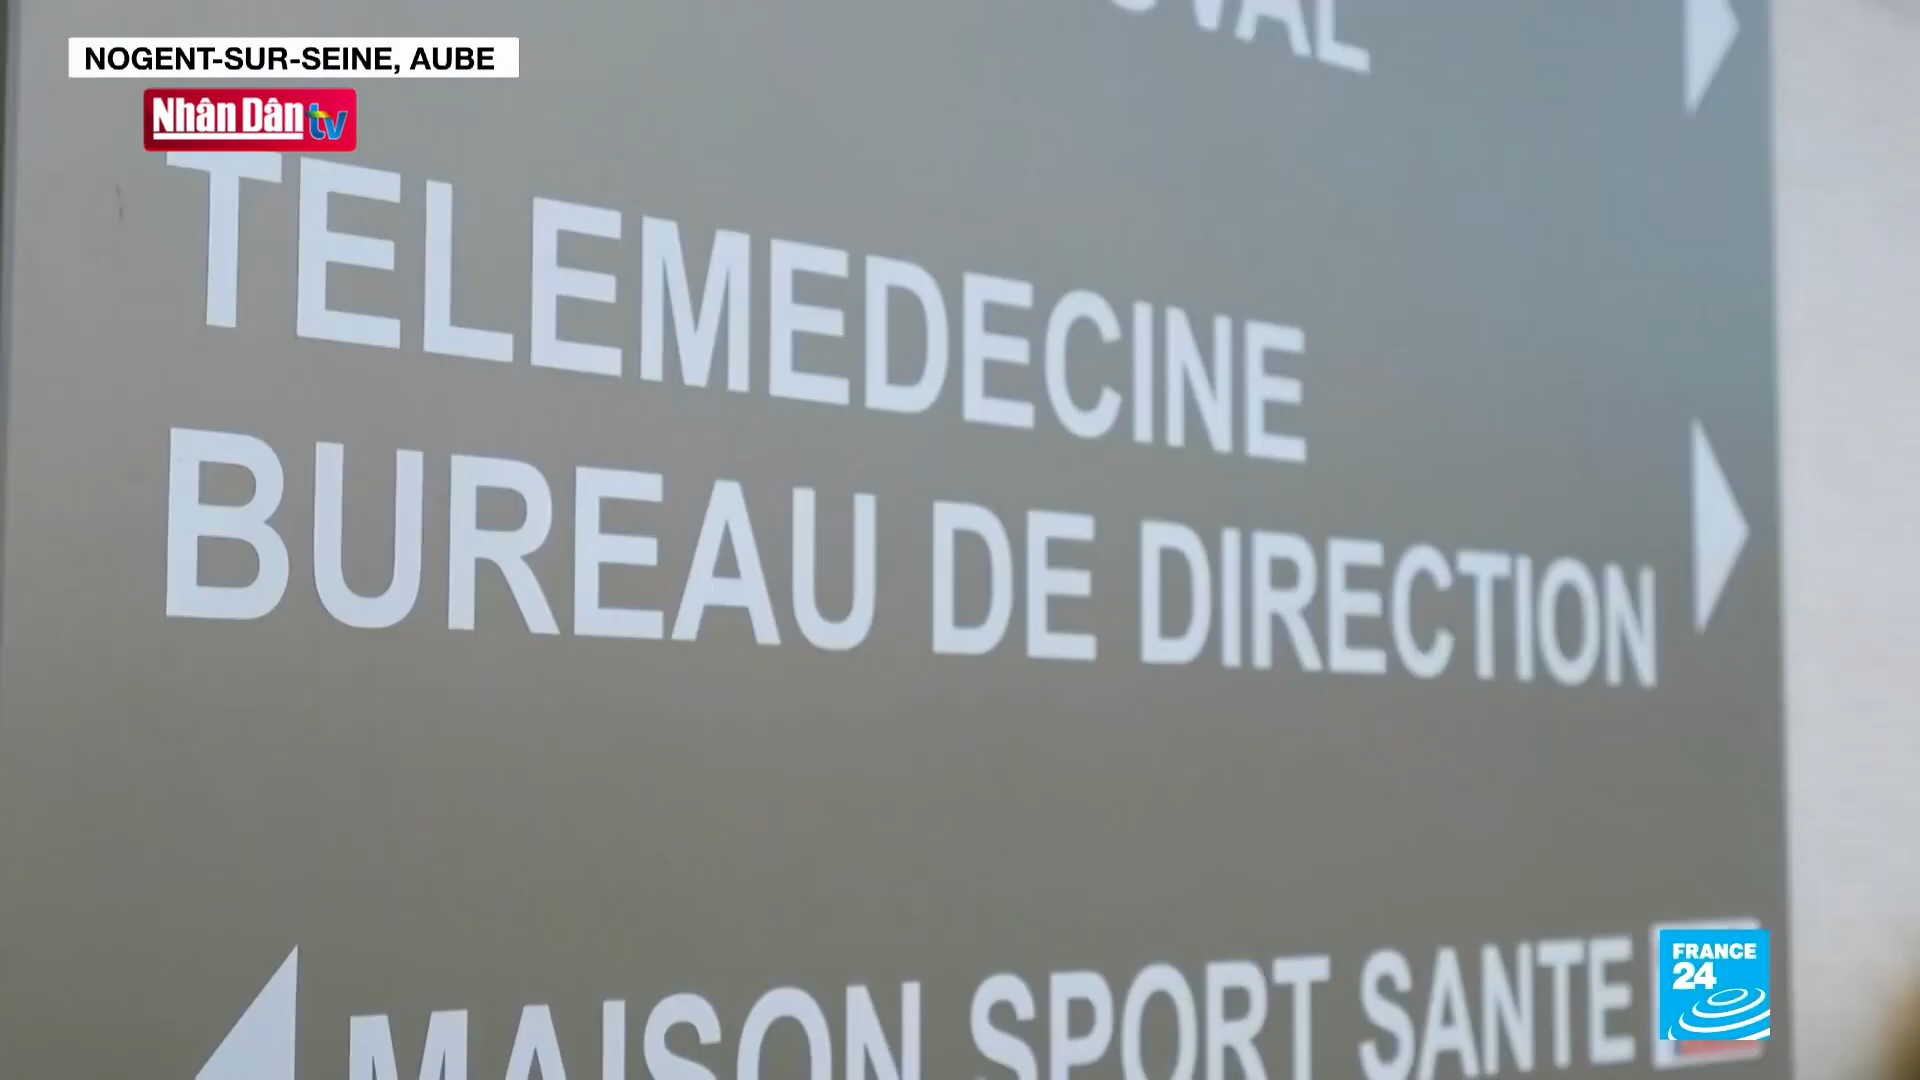 NOGENT-SUR-SEINE, AUBE
Nhân Dân tv
TELEMEDECINE
BUREAU DE DIRECTION
MAISON SPORT SANTE
FRANCE
24